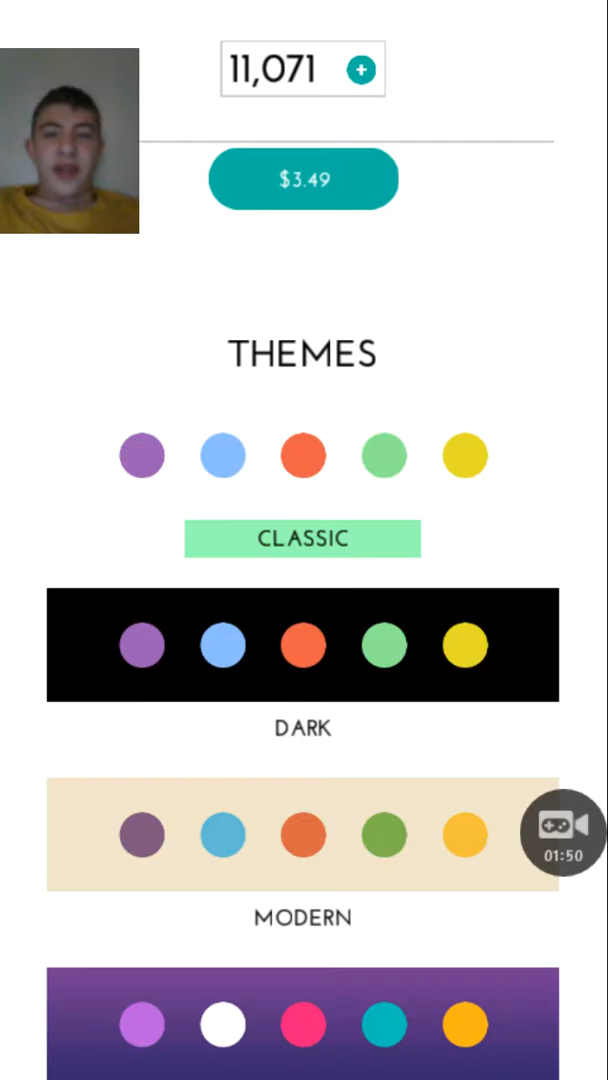 11,071
$3.49
THEMES
CLASSIC
DARK
01:50
MODERN